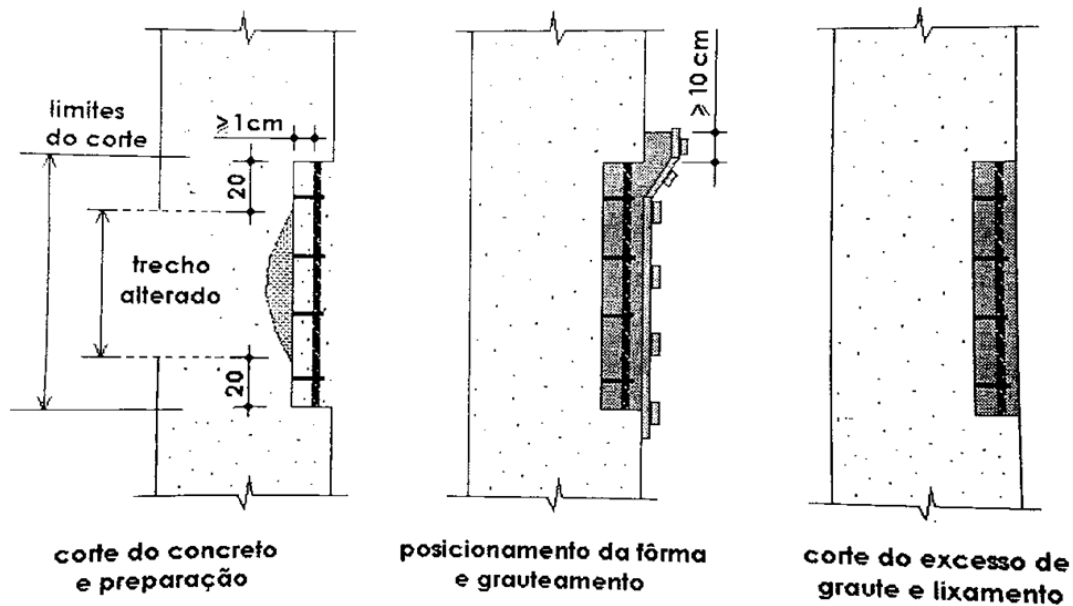 limites
do corte
≥1cm
20
trecho
alterado
20
corte do concreto
e preparação
≥ 10 cm
posicionamento da fôrma
e grauteamento
corte do excesso de
graute e lixamento